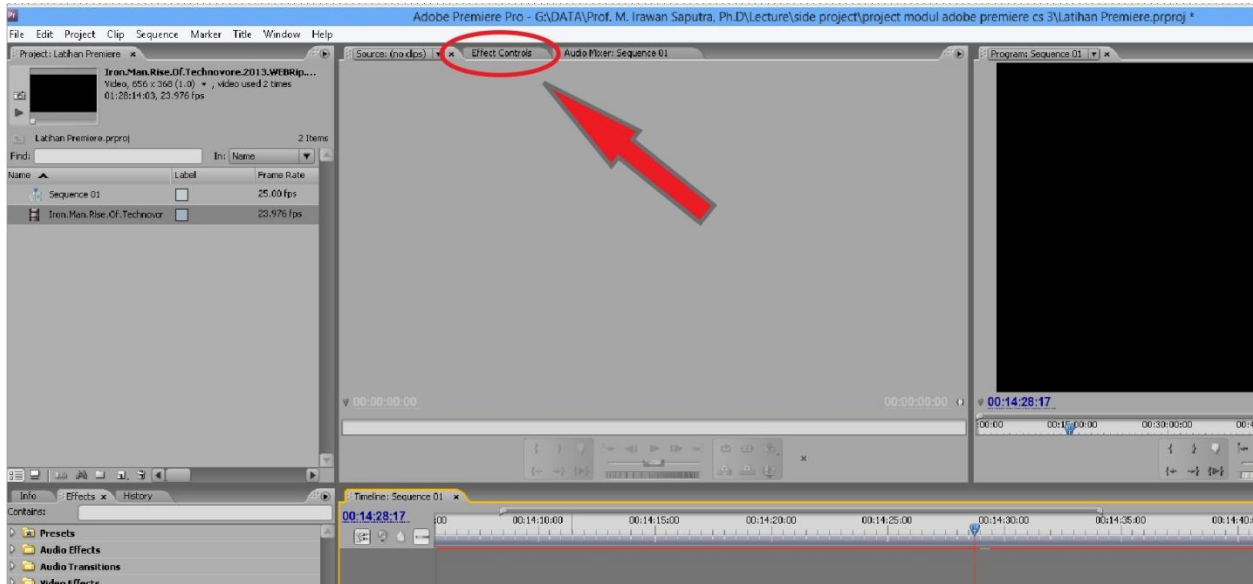 Adobe Premiere Pro - G:\DATA\Prof. M. Irawan Saputra, Ph.D\Lecture\side project\project modul adobe premiere cs 3\Latihan Premiere.prproj *
File Edit Project Clip Sequence Marker Title Window Help
Project: Latihan Premiere
Iron.Man.Rise.Of.Technovore.2013.WEBRip....
Video, 656 x 368 (1.0) , video used 2 times
01:28:14:03, 23.976 fps
Latihan Premiere.prproj 2 Items
Find: In: Name
Name Label Frame Rate
Sequence 01 25.00 fps
Iron.Man.Rise.Of.Technovor 23.976 fps
Source: (no clips) Effect Controls Audio Mixer: Sequence 01
00:00:00:00 00:00:00:00
Program: Sequence 01
00:14:28:17
00:00 00:15:00:00 00:30:00:00 00:4
Info Effects History
Contains:
Presets
Audio Effects
Audio Transitions
Video Effects
Timeline: Sequence 01
00:14:28:17
:00 00:14:10:00 00:14:15:00 00:14:20:00 00:14:25:00 00:14:30:00 00:14:35:00 00:14:40: